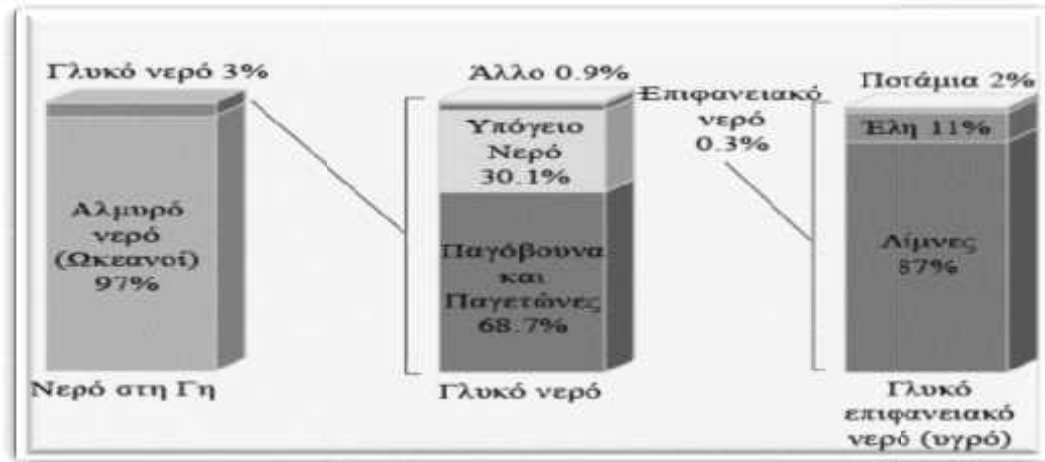 Γλυκό νερό 3%
Αλμυρό
νερό
(Ωκεανοί)
97%
Νερό στη Γη
Άλλο 0.9%
Υπόγειο
Νερό
30.1%
Παγόβουνα
και
Παγετώνες
68.7%
Γλυκό νερό
Επιφανειακό
νερό
0.3%
Ποτάμια 2%
Έλη 11%
Λίμνες
87%
Γλυκό
επιφανειακό
νερό (υγρό)